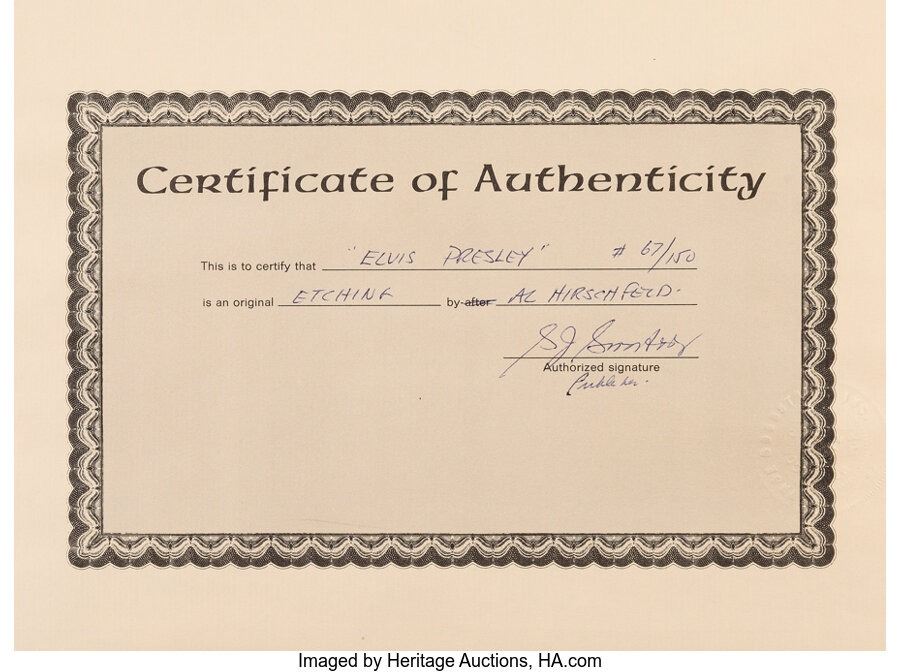 Certificate of Authenticity
This is to certify that "ELVIS PRESLEY" # 67/150
is an original ETCHING by after AL HIRSCHFELD.
Authorized signature
Publisher.
Imaged by Heritage Auctions, HA.com